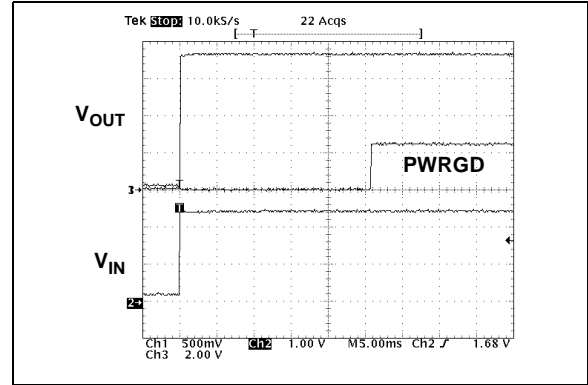 Tek Stop: 10.0kS/s 22 Acqs
T
VOUT
PWRGD
3→
T
VIN
2→
Ch1 500mV Ch2 1.00 V M5.00ms Ch2 ƒ 1.68 V
Ch3 2.00 V